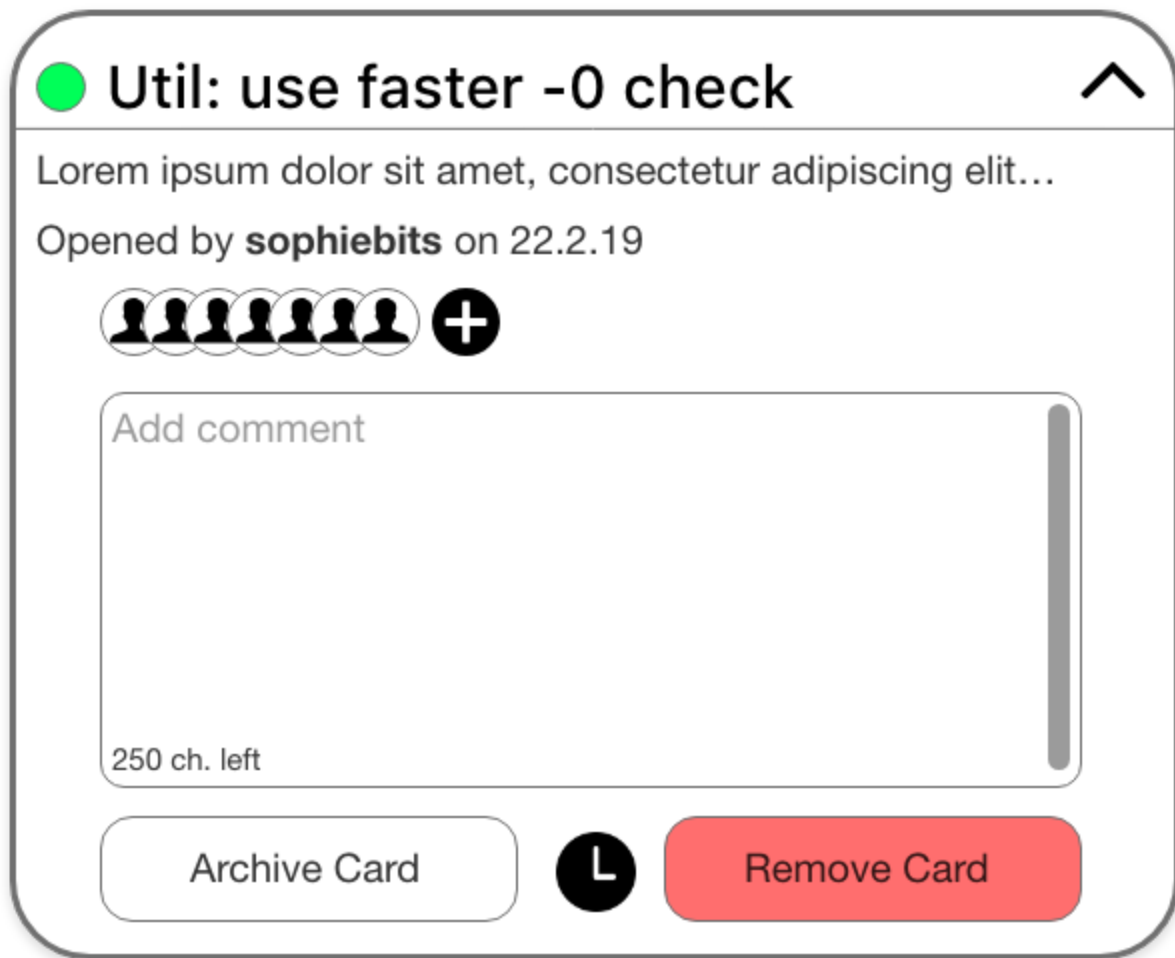 Util: use faster -0 check
Lorem ipsum dolor sit amet, consectetur adipiscing elit...
Opened by sophiebits on 22.2.19
Add comment
250 ch. left
Archive Card
Remove Card